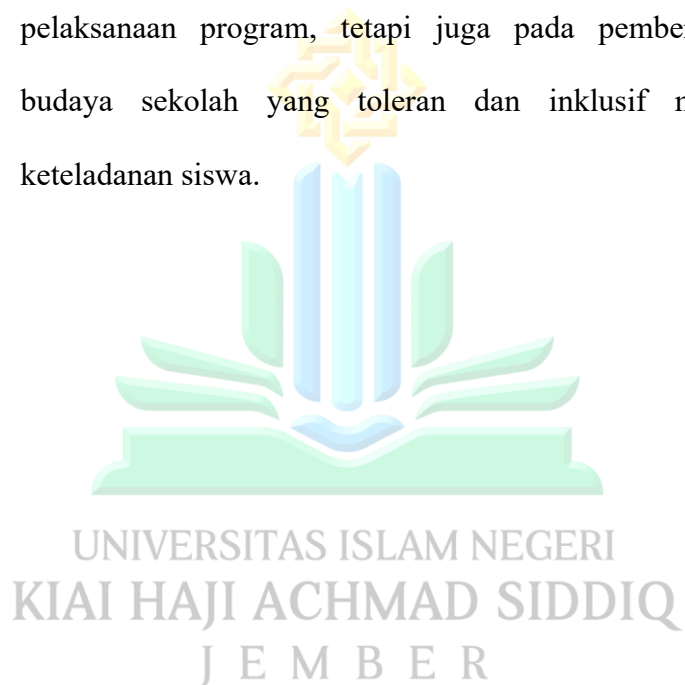 pelaksanaan program, tetapi juga pada
budaya sekolah yang toleran dan inklusif
keteladanan siswa.
UNIVERSITAS ISLAM NEGERI
KIAI HAJI ACHMAD SIDDIQ
JEMBER